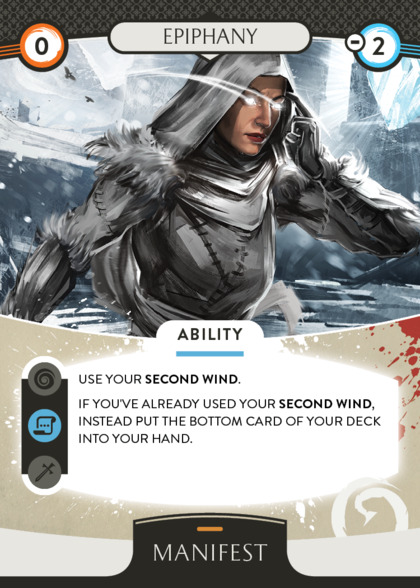 EPIPHANY
0
-2
ABILITY
USE YOUR SECOND WIND.
IF YOU'VE ALREADY USED YOUR SECOND WIND,
INSTEAD PUT THE BOTTOM CARD OF YOUR DECK
INTO YOUR HAND.
MANIFEST